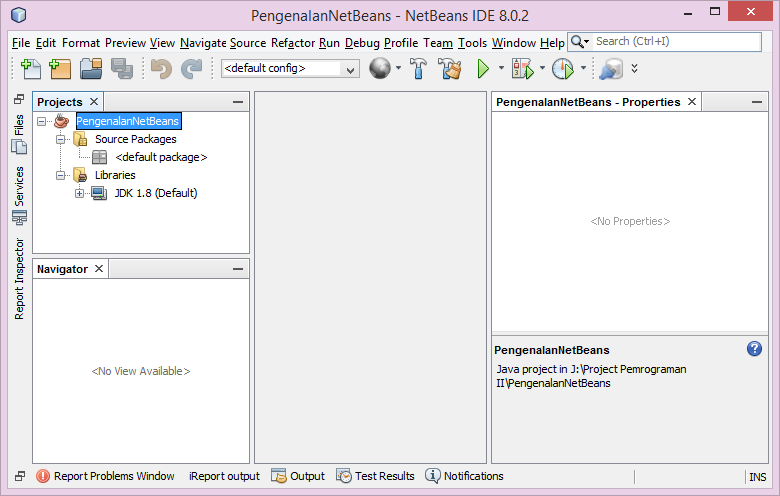 PengenalanNetBeans - NetBeans IDE 8.0.2
File Edit Format Preview View Navigate Source Refactor Run Debug Profile Team Tools Window Help Search (Ctrl+I)
<default config>
Files
Services
Report Inspector
Projects
PengenalanNetBeans
Source Packages
<default package>
Libraries
JDK 1.8 (Default)
Navigator
<No View Available>
PengenalanNetBeans - Properties
<No Properties>
PengenalanNetBeans
Java project in J:\Project Pemrograman
II\PengenalanNetBeans
Report Problems Window iReport output Output Test Results Notifications INS